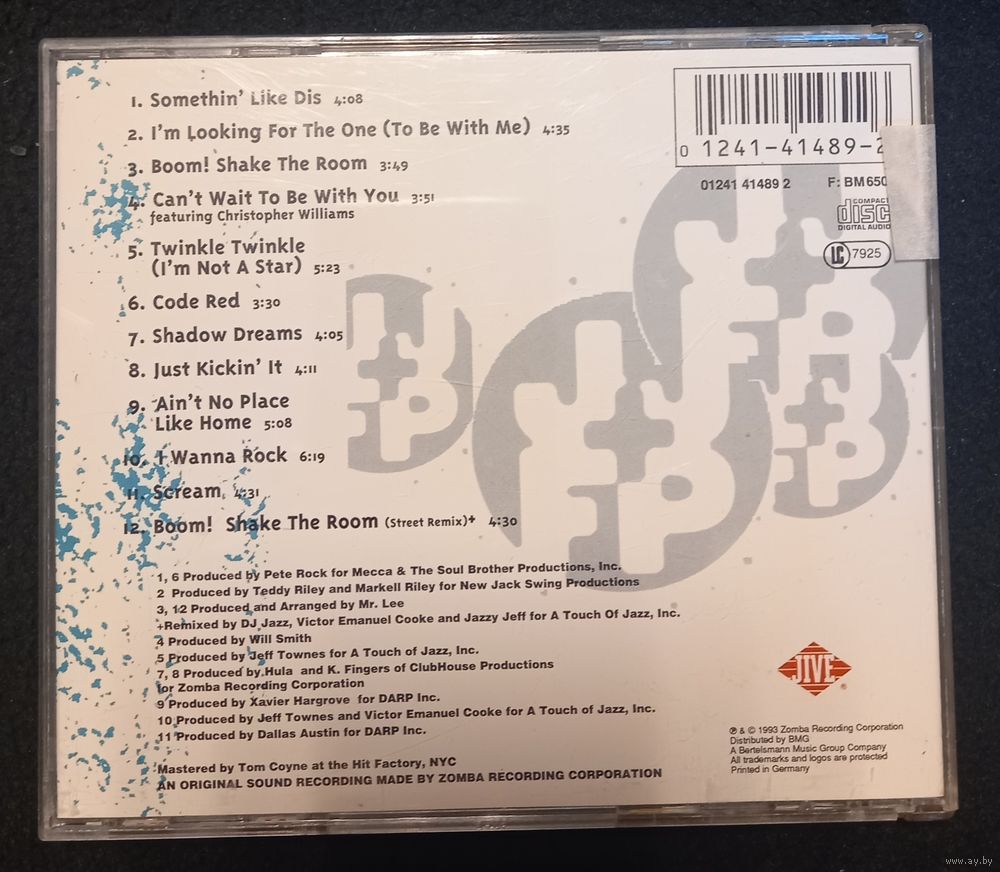 1. Somethin' Like Dis 4:08
2. I'm Looking For The One (To Be With Me) 4:35
3. Boom! Shake The Room 3:49
4. Can't Wait To Be With You 3:51
featuring Christopher Williams
5. Twinkle Twinkle
(I'm Not A Star) 5:23
6. Code Red 3:30
7. Shadow Dreams 4:05
8. Just Kickin' It 4:11
9. Ain't No Place
Like Home 5:08
10. I Wanna Rock 6:19
11. Scream 4:31
12. Boom! Shake The Room (Street Remix)+ 4:30
0 1241-41489-2
01241 41489 2 F: BM 650
COMPACT
disc
DIGITAL AUDIO
LC 7925
JFP
JFP
JFP
JFP
1, 6 Produced by Pete Rock for Mecca & The Soul Brother Productions, Inc.
2 Produced by Teddy Riley and Markell Riley for New Jack Swing Productions
3, 12 Produced and Arranged by Mr. Lee
+Remixed by DJ Jazz, Victor Emanuel Cooke and Jazzy Jeff for A Touch Of Jazz, Inc.
4 Produced by Will Smith
5 Produced by Jeff Townes for A Touch of Jazz, Inc.
7, 8 Produced by Hula and K. Fingers of ClubHouse Productions
for Zomba Recording Corporation
9 Produced by Xavier Hargrove for DARP Inc.
10 Produced by Jeff Townes and Victor Emanuel Cooke for A Touch of Jazz, Inc.
11 Produced by Dallas Austin for DARP Inc.
Mastered by Tom Coyne at the Hit Factory, NYC
AN ORIGINAL SOUND RECORDING MADE BY ZOMBA RECORDING CORPORATION
JIVE ®
℗ & © 1993 Zomba Recording Corporation
Distributed by BMG
A Bertelsmann Music Group Company
All trademarks and logos are protected
Printed in Germany
www.ay.by